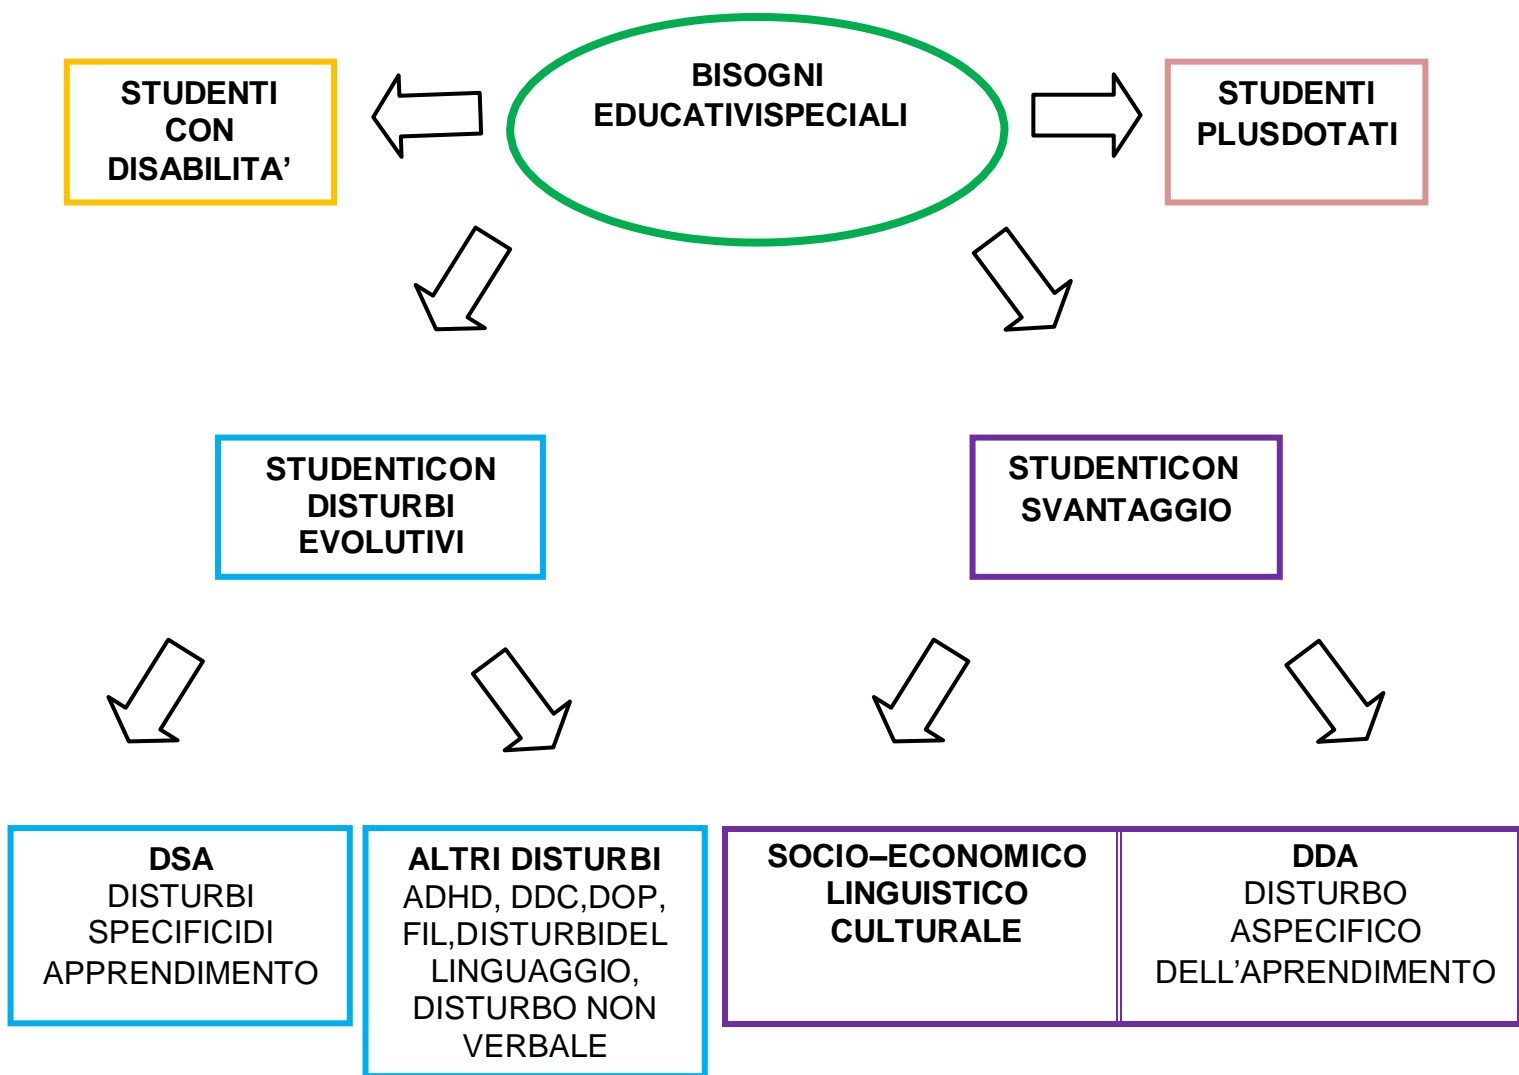 BISOGNI
EDUCATIVISPECIALI
STUDENTI
CON
DISABILITA’
STUDENTI
PLUSDOTATI
STUDENTICON
DISTURBI
EVOLUTIVI
STUDENTICON
SVANTAGGIO
DSA
DISTURBI
SPECIFICIDI
APPRENDIMENTO
ALTRI DISTURBI
ADHD, DDC,DOP,
FIL,DISTURBIDEL
LINGUAGGIO,
DISTURBO NON
VERBALE
SOCIO–ECONOMICO
LINGUISTICO
CULTURALE
DDA
DISTURBO
ASPECIFICO
DELL’APRENDIMENTO